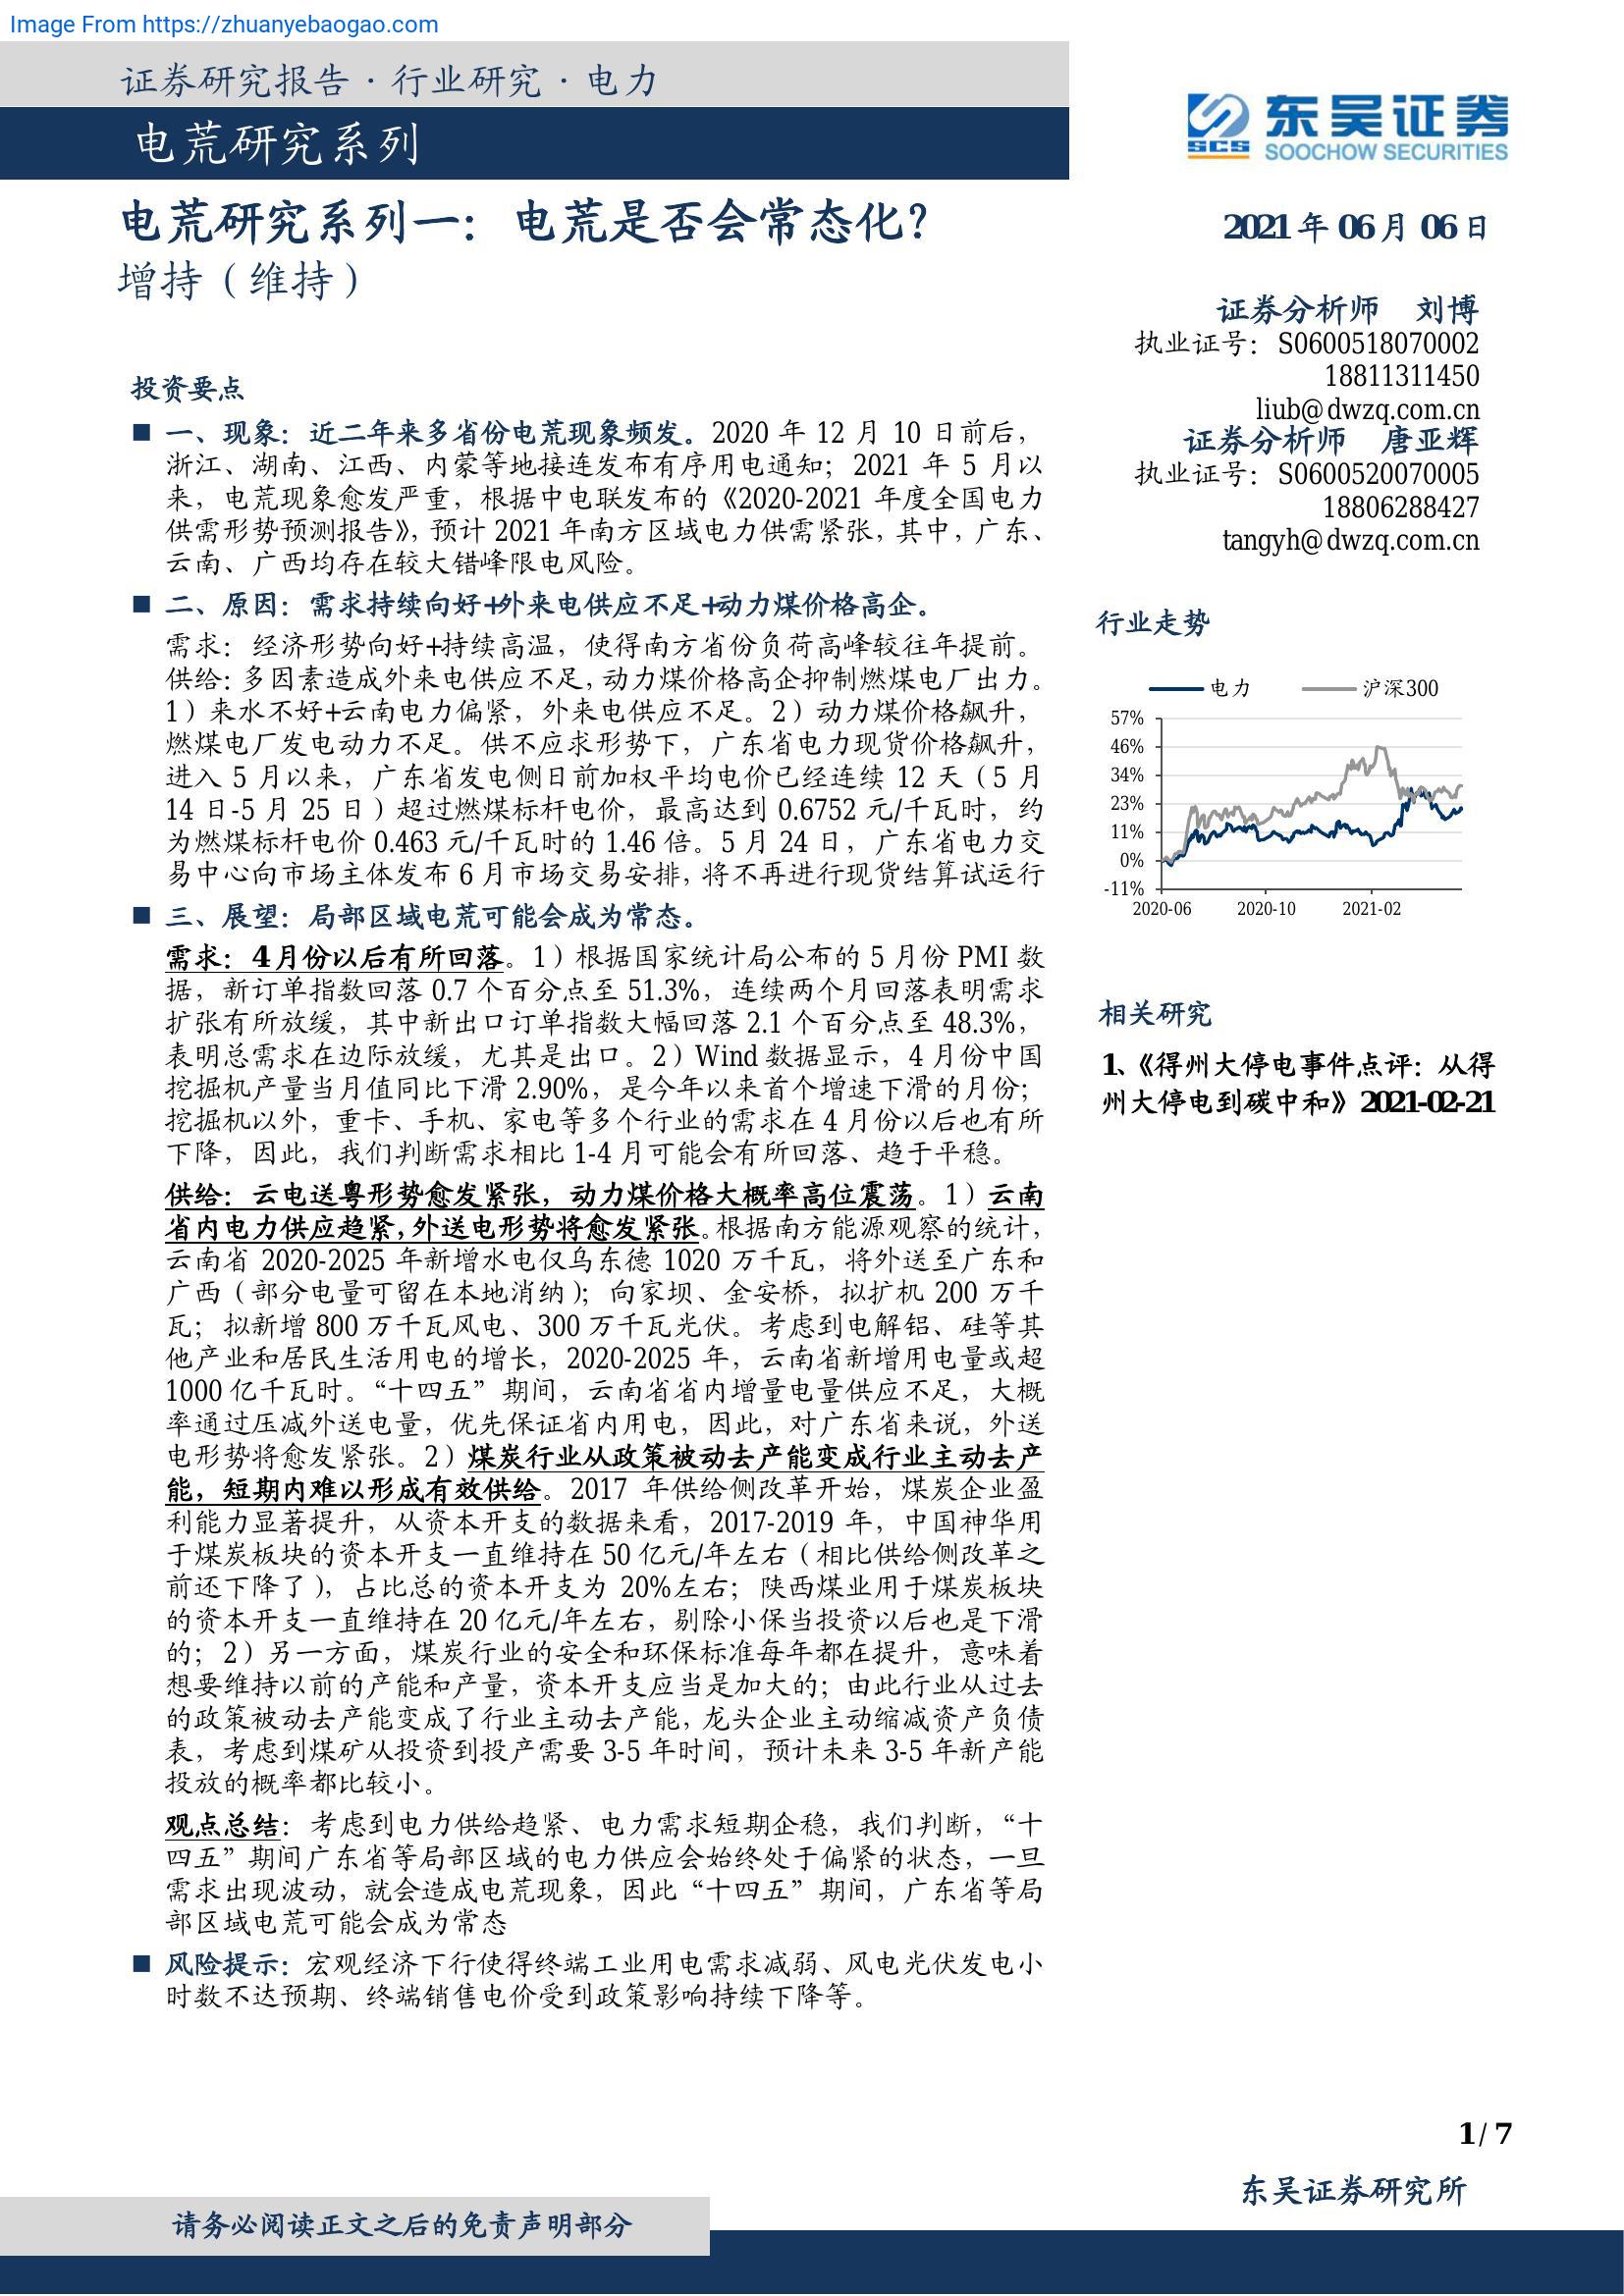 Image From https://zhuanyebaogao.com
证券研究报告·行业研究·电力
电荒研究系列
东吴证券
SCS SOOCHOW SECURITIES
电荒研究系列一：电荒是否会常态化？
增持（维持）
2021年06月06日
证券分析师 刘博
执业证号：S0600518070002
18811311450
liub@dwzq.com.cn
证券分析师 唐亚辉
执业证号：S0600520070005
18806288427
tangyh@dwzq.com.cn
投资要点
■ 一、现象：近二年来多省份电荒现象频发。2020 年 12 月 10 日前后，
浙江、湖南、江西、内蒙等地接连发布有序用电通知；2021 年 5 月以
来，电荒现象愈发严重，根据中电联发布的《2020-2021 年度全国电力
供需形势预测报告》，预计 2021 年南方区域电力供需紧张，其中，广东、
云南、广西均存在较大错峰限电风险。
■ 二、原因：需求持续向好+外来电供应不足+动力煤价格高企。
需求：经济形势向好+持续高温，使得南方省份负荷高峰较往年提前。
供给：多因素造成外来电供应不足，动力煤价格高企抑制燃煤电厂出力。
1）来水不好+云南电力偏紧，外来电供应不足。2）动力煤价格飙升，
燃煤电厂发电动力不足。供不应求形势下，广东省电力现货价格飙升，
进入 5 月以来，广东省发电侧日前加权平均电价已经连续 12 天（5 月
14 日-5 月 25 日）超过燃煤标杆电价，最高达到 0.6752 元/千瓦时，约
为燃煤标杆电价 0.463 元/千瓦时的 1.46 倍。5 月 24 日，广东省电力交
易中心向市场主体发布 6 月市场交易安排，将不再进行现货结算试运行
■ 三、展望：局部区域电荒可能会成为常态。
需求：4月份以后有所回落。1）根据国家统计局公布的 5 月份 PMI 数
据，新订单指数回落 0.7 个百分点至 51.3%，连续两个月回落表明需求
扩张有所放缓，其中新出口订单指数大幅回落 2.1 个百分点至 48.3%，
表明总需求在边际放缓，尤其是出口。2）Wind 数据显示，4 月份中国
挖掘机产量当月值同比下滑 2.90%，是今年以来首个增速下滑的月份；
挖掘机以外，重卡、手机、家电等多个行业的需求在 4 月份以后也有所
下降，因此，我们判断需求相比 1-4 月可能会有所回落、趋于平稳。
供给：云电送粤形势愈发紧张，动力煤价格大概率高位震荡。1）云南
省内电力供应趋紧，外送电形势将愈发紧张。根据南方能源观察的统计，
云南省 2020-2025 年新增水电仅乌东德 1020 万千瓦，将外送至广东和
广西（部分电量可留在本地消纳）；向家坝、金安桥，拟扩机 200 万千
瓦；拟新增 800 万千瓦风电、300 万千瓦光伏。考虑到电解铝、硅等其
他产业和居民生活用电的增长，2020-2025 年，云南省新增用电量或超
1000 亿千瓦时。“十四五”期间，云南省省内增量电量供应不足，大概
率通过压减外送电量，优先保证省内用电，因此，对广东省来说，外送
电形势将愈发紧张。2）煤炭行业从政策被动去产能变成行业主动去产
能，短期内难以形成有效供给。2017 年供给侧改革开始，煤炭企业盈
利能力显著提升，从资本开支的数据来看，2017-2019 年，中国神华用
于煤炭板块的资本开支一直维持在 50 亿元/年左右（相比供给侧改革之
前还下降了），占比总的资本开支为 20%左右；陕西煤业用于煤炭板块
的资本开支一直维持在 20 亿元/年左右，剔除小保当投资以后也是下滑
的；2）另一方面，煤炭行业的安全和环保标准每年都在提升，意味着
想要维持以前的产能和产量，资本开支应当是加大的；由此行业从过去
的政策被动去产能变成了行业主动去产能，龙头企业主动缩减资产负债
表，考虑到煤矿从投资到投产需要 3-5 年时间，预计未来 3-5 年新产能
投放的概率都比较小。
观点总结：考虑到电力供给趋紧、电力需求短期企稳，我们判断，“十
四五”期间广东省等局部区域的电力供应会始终处于偏紧的状态，一旦
需求出现波动，就会造成电荒现象，因此“十四五”期间，广东省等局
部区域电荒可能会成为常态
■ 风险提示：宏观经济下行使得终端工业用电需求减弱、风电光伏发电小
时数不达预期、终端销售电价受到政策影响持续下降等。
行业走势
电力 沪深300
57%
46%
34%
23%
11%
0%
-11%
2020-06 2020-10 2021-02
相关研究
1、《得州大停电事件点评：从得
州大停电到碳中和》2021-02-21
1 / 7
东吴证券研究所
请务必阅读正文之后的免责声明部分